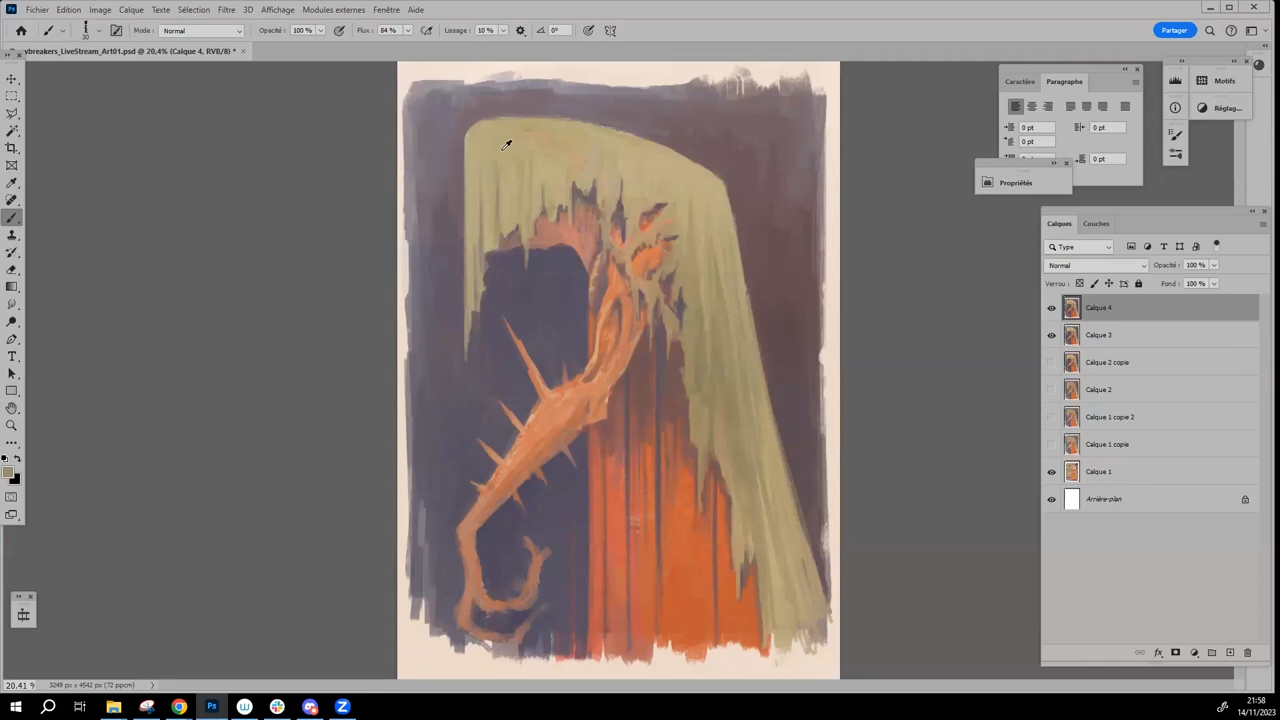 Fichier Edition Image Calque Texte Sélection Filtre 3D Affichage Modules externes Fenêtre Aide
30 Mode : Normal Opacité : 100 % Flux : 84 % Lissage : 10 % 0° Partager
ybreakers_LiveStream_Art01.psd @ 20,4% (Calque 4, RVB/8) *
Caractère Paragraphe
Motifs
Réglag...
0 pt 0 pt
0 pt
0 pt
Propriétés
Calques Couches
Type
Normal Opacité : 100 %
Verrou : Fond : 100 %
Calque 4
Calque 3
Calque 2 copie
Calque 2
Calque 1 copie 2
Calque 1 copie
Calque 1
Arrière-plan
20,41 % 3249 px x 4542 px (72 ppcm)
21:58
14/11/2023